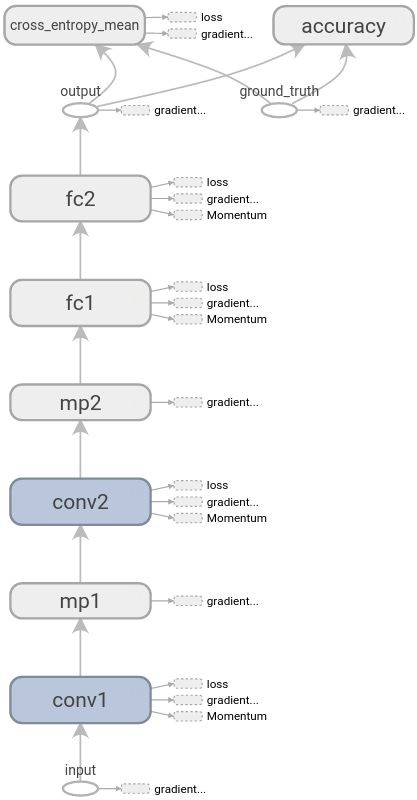 cross_entropy_mean
loss
gradient...
accuracy
output
gradient...
ground_truth
gradient...
fc2
loss
gradient...
Momentum
fc1
loss
gradient...
Momentum
mp2
gradient...
conv2
loss
gradient...
Momentum
mp1
gradient...
conv1
loss
gradient...
Momentum
input
gradient...